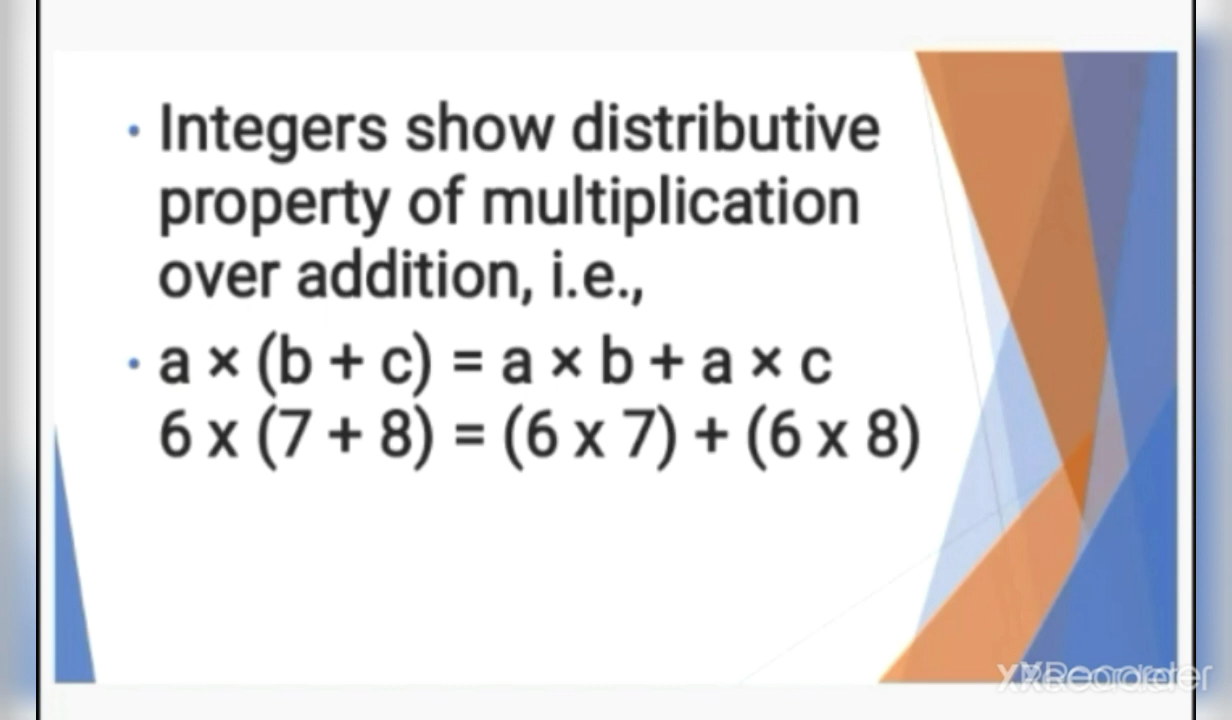 • Integers show distributive
property of multiplication
over addition, i.e.,
• a × (b + c) = a × b + a × c
6 x (7 + 8) = (6 x 7) + (6 x 8)